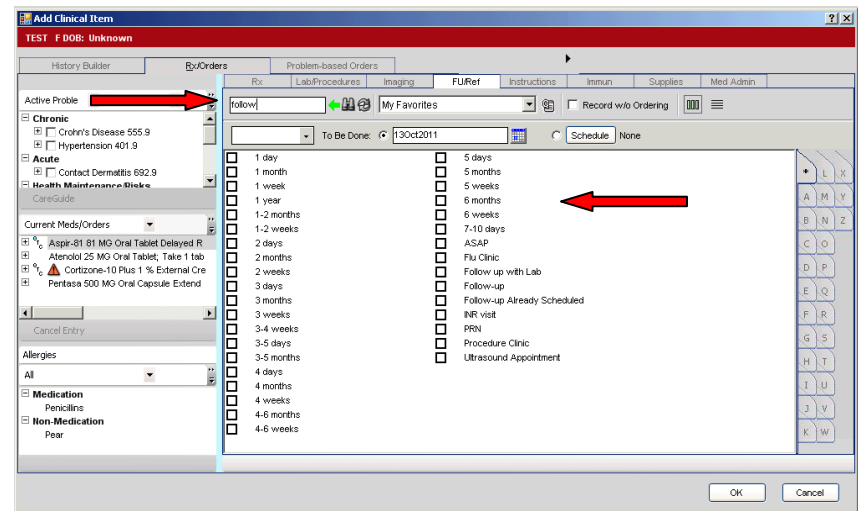 Add Clinical Item
TEST F DOB: Unknown
History Builder Rx/Orders Problem-based Orders
Rx Lab/Procedures Imaging FU/Ref Instructions Immun Supplies Med Admin
Active Proble
follow My Favorites Record w/o Ordering
To Be Done: 13Oct2011 Schedule None
Chronic
Crohn's Disease 555.9
Hypertension 401.9
Acute
Contact Dermatitis 692.9
Health Maintenance/Risks
CareGuide
Current Meds/Orders
Aspir-81 81 MG Oral Tablet Delayed R
Atenolol 25 MG Oral Tablet; Take 1 tab
Cortizone-10 Plus 1 % External Cre
Pentasa 500 MG Oral Capsule Extend
Cancel Entry
Allergies
All
Medication
Penicillins
Non-Medication
Pear
1 day
1 month
1 week
1 year
1-2 months
1-2 weeks
2 days
2 months
2 weeks
3 days
3 months
3 weeks
3-4 weeks
3-5 days
3-5 months
4 days
4 months
4 weeks
4-6 months
4-6 weeks
5 days
5 months
5 weeks
6 months
6 weeks
7-10 days
ASAP
Flu Clinic
Follow up with Lab
Follow-up
Follow-up Already Scheduled
INR visit
PRN
Procedure Clinic
Ultrasound Appointment
* L X
A M Y
B N Z
C O
D P
E Q
F R
G S
H T
I U
J V
K W
OK Cancel